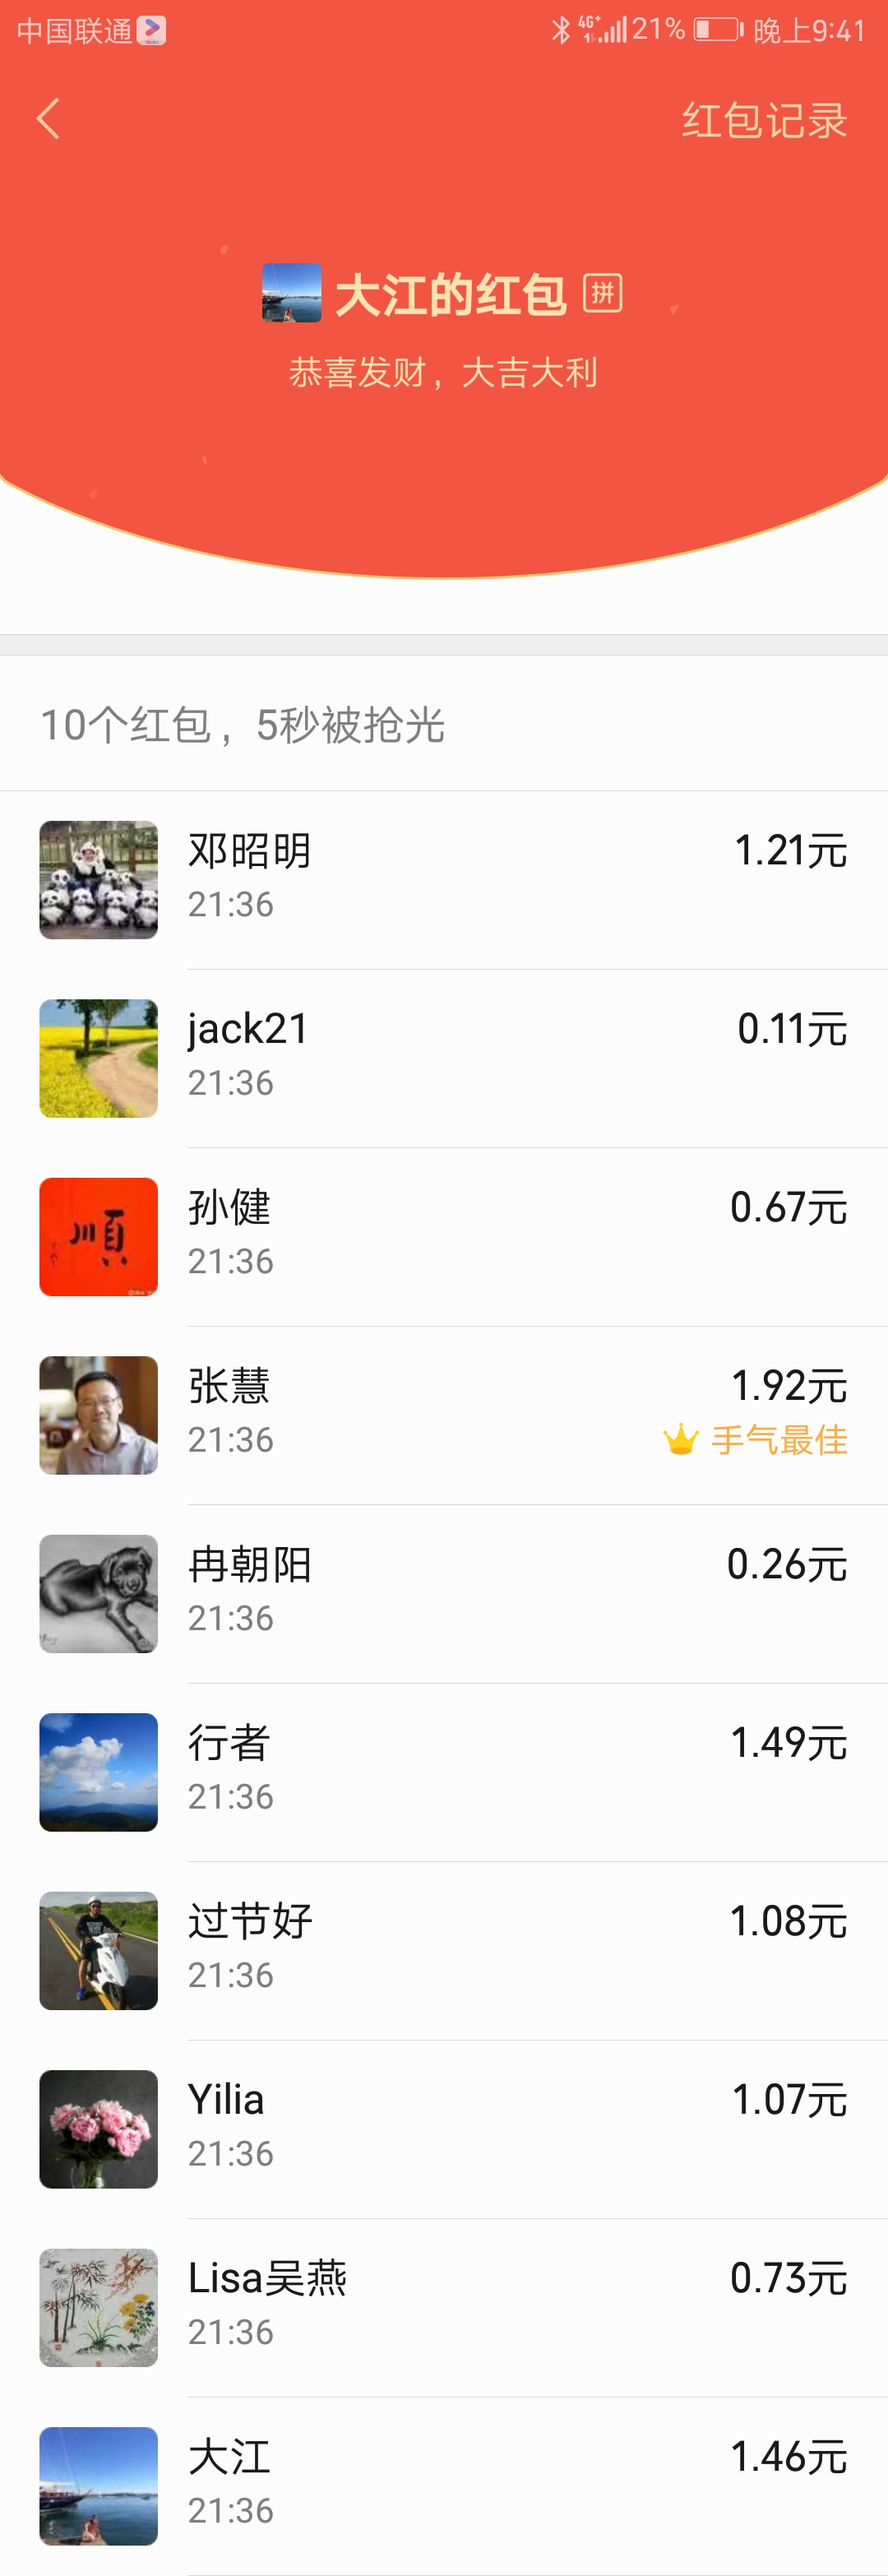 中国联通
4G+ 21% 晚上9:41
红包记录
大江的红包 拼
恭喜发财，大吉大利
10个红包，5秒被抢光
邓昭明 1.21元
21:36
jack21 0.11元
21:36
孙健 0.67元
21:36
順
张慧 1.92元
21:36 手气最佳
冉朝阳 0.26元
21:36
行者 1.49元
21:36
过节好 1.08元
21:36
Yilia 1.07元
21:36
Lisa吴燕 0.73元
21:36
大江 1.46元
21:36